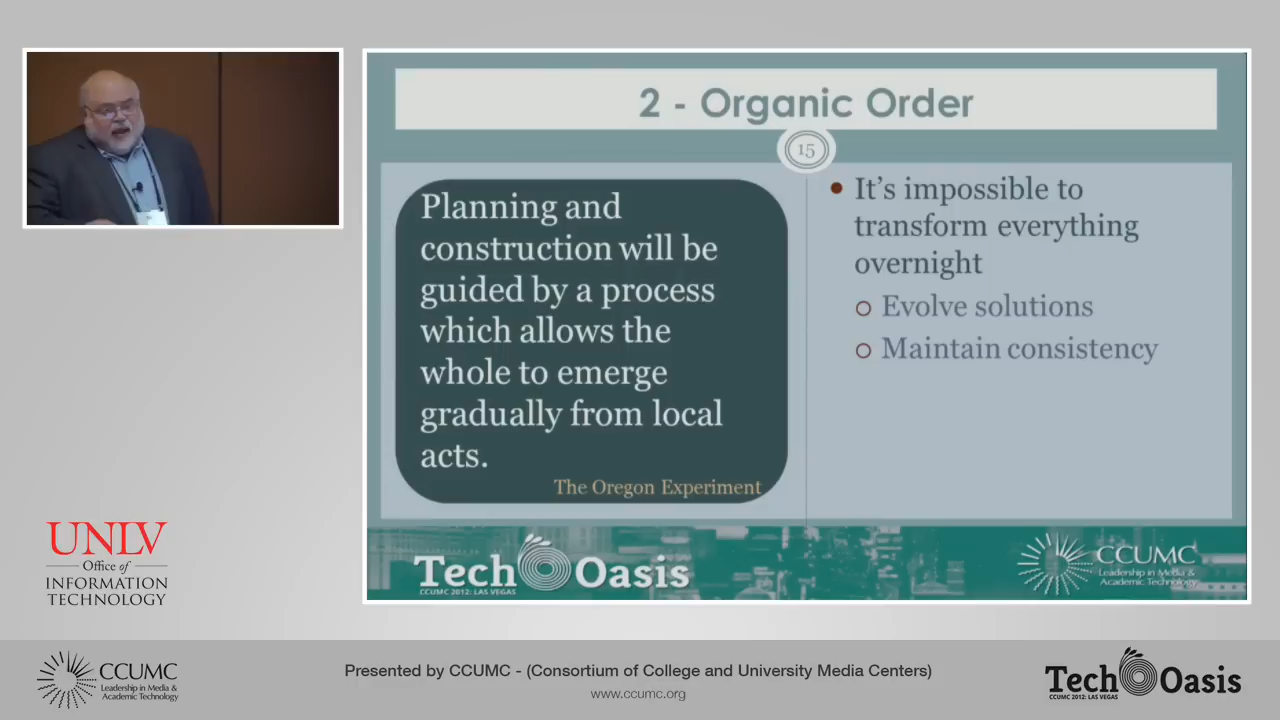 2 - Organic Order
15
Planning and
construction will be
guided by a process
which allows the
whole to emerge
gradually from local
acts.
The Oregon Experiment
It's impossible to
transform everything
overnight
Evolve solutions
Maintain consistency
Tech Oasis
CCUMC 2012: LAS VEGAS
CCUMC
Leadership in Media &
Academic Technology
UNLV
Office of
INFORMATION
TECHNOLOGY
CCUMC
Leadership in Media &
Academic Technology
Presented by CCUMC - (Consortium of College and University Media Centers)
www.ccumc.org
Tech Oasis
CCUMC 2012: LAS VEGAS